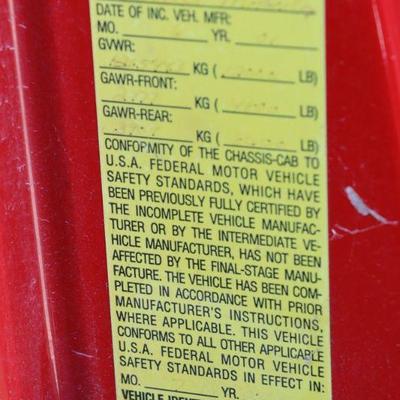 DATE OF INC. VEH. MFR:
MO. YR.
GVWR:
KG ( LB)
GAWR-FRONT:
KG ( LB)
GAWR-REAR:
KG ( LB)
CONFORMITY OF THE CHASSIS-CAB TO
U.S.A. FEDERAL MOTOR VEHICLE
SAFETY STANDARDS, WHICH HAVE
BEEN PREVIOUSLY FULLY CERTIFIED BY
THE INCOMPLETE VEHICLE MANUFAC-
TURER OR BY THE INTERMEDIATE VE-
HICLE MANUFACTURER, HAS NOT BEEN
AFFECTED BY THE FINAL-STAGE MANU-
FACTURE. THE VEHICLE HAS BEEN COM-
PLETED IN ACCORDANCE WITH PRIOR
MANUFACTURER'S INSTRUCTIONS,
WHERE APPLICABLE. THIS VEHICLE
CONFORMS TO ALL OTHER APPLICABLE
U.S.A. FEDERAL MOTOR VEHICLE
SAFETY STANDARDS IN EFFECT IN:
MO. YR.
VEHICLE